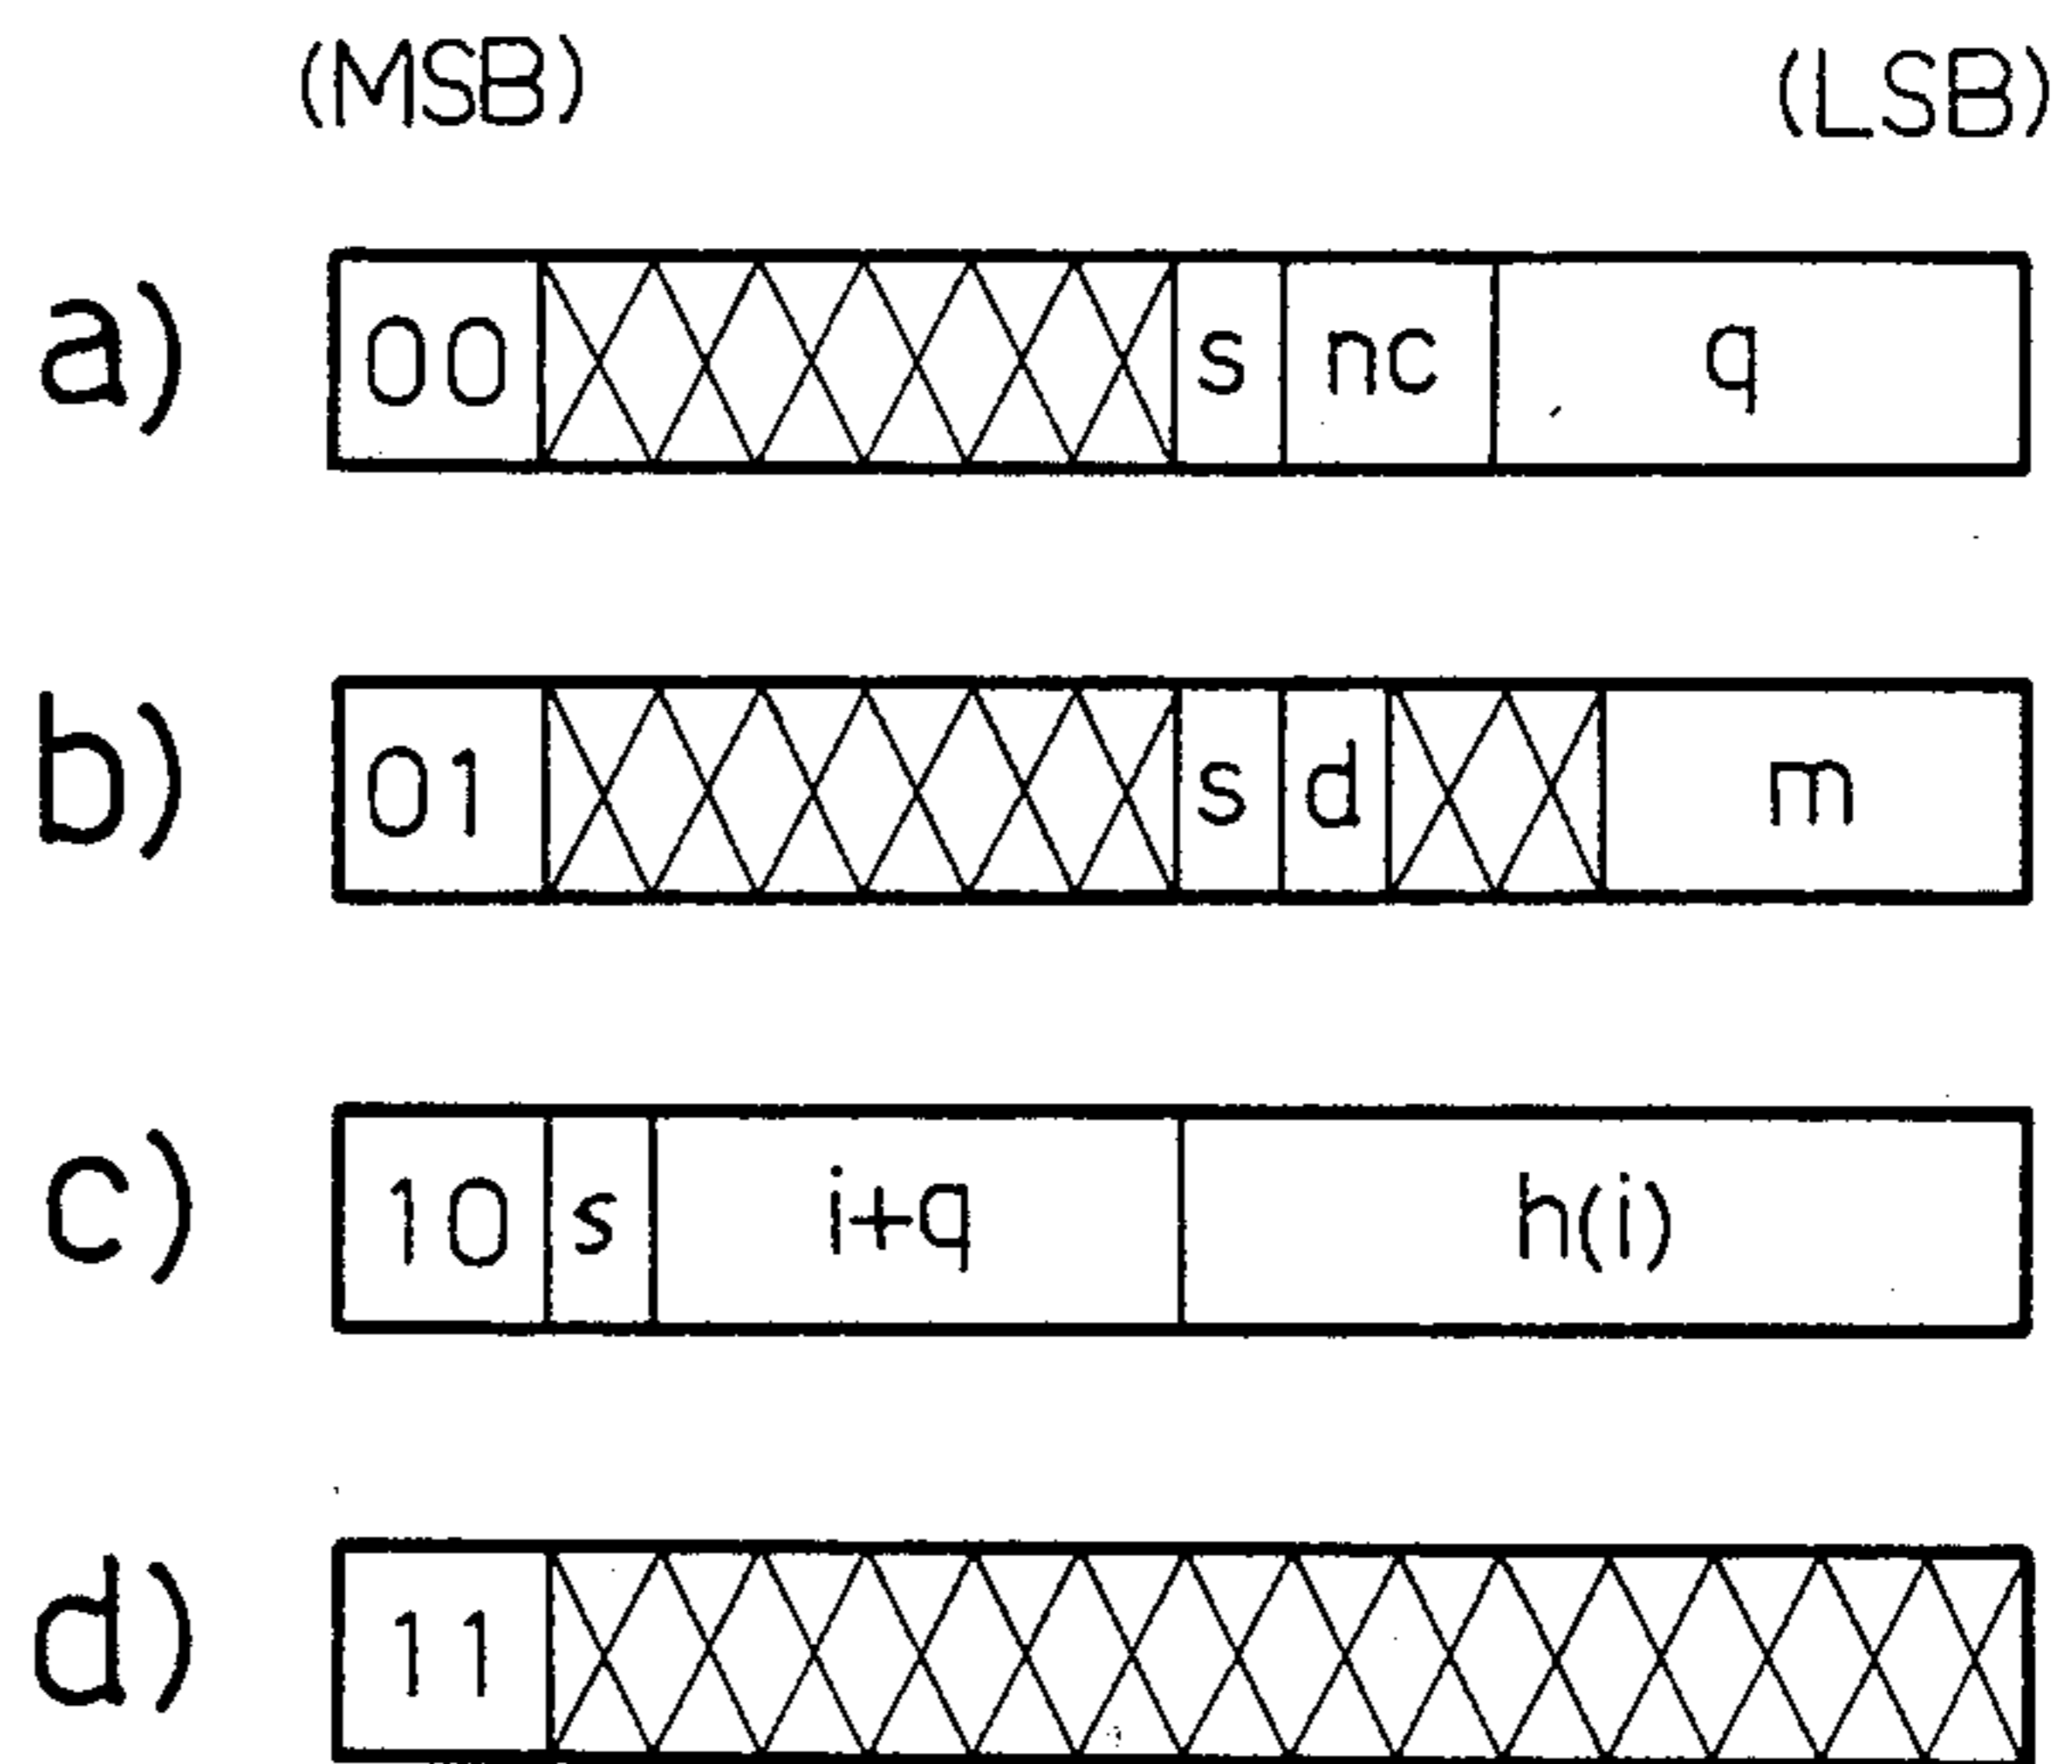 (MSB) (LSB)
a) 00 s nc q
b) 01 s d m
c) 10 s i+q h(i)
d) 11